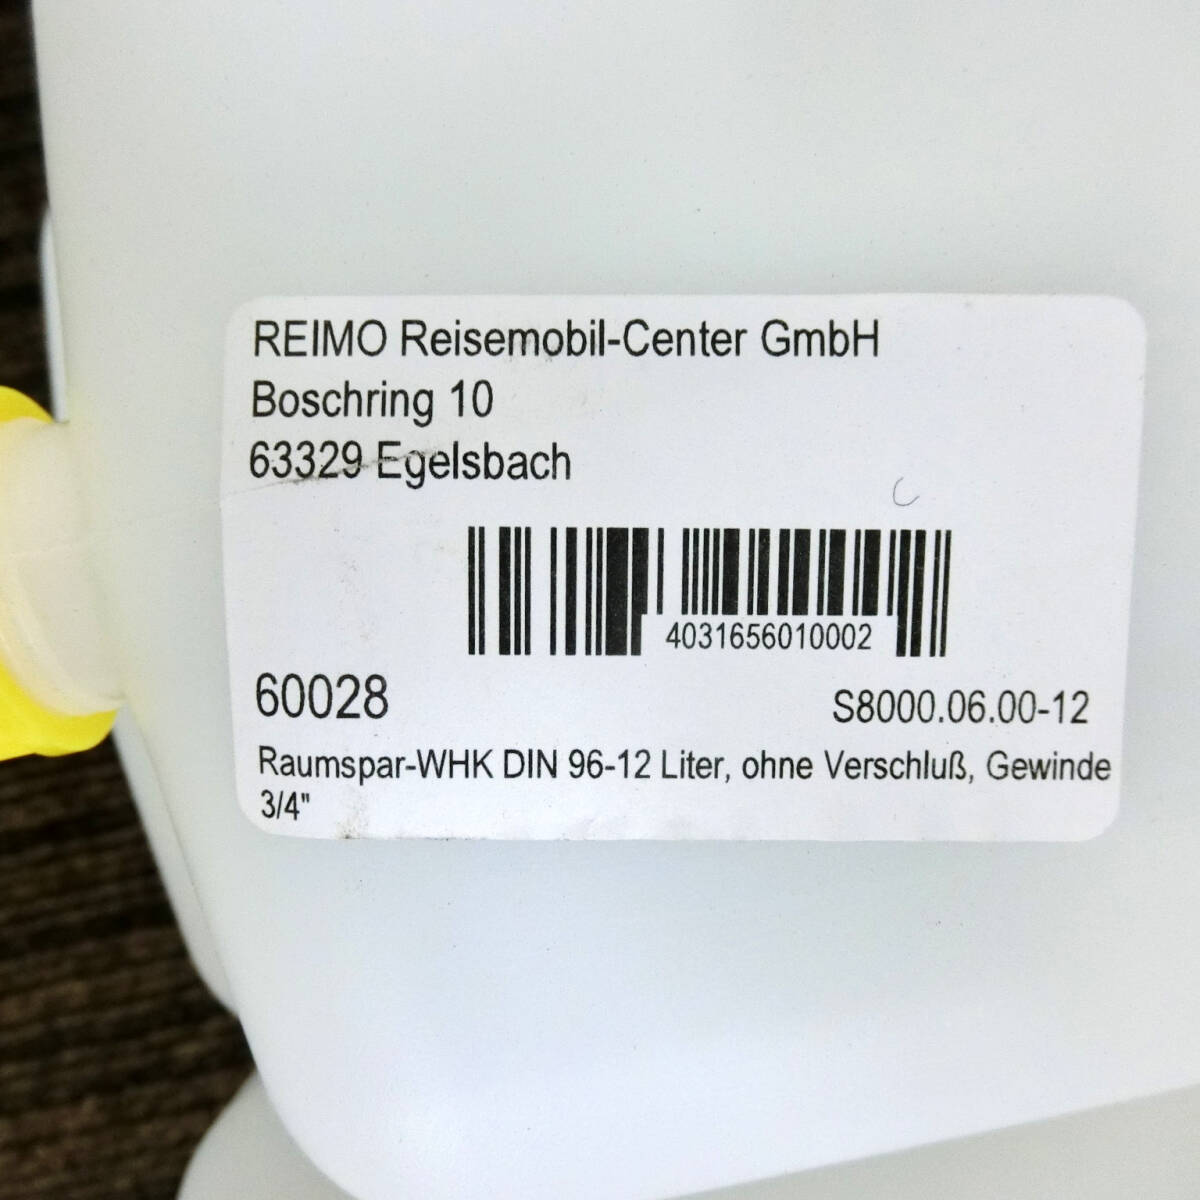 REIMO Reisemobil-Center GmbH
Boschring 10
63329 Egelsbach
4031656010002
60028
S8000.06.00-12
Raumspar-WHK DIN 96-12 Liter, ohne Verschluß, Gewinde
3/4"